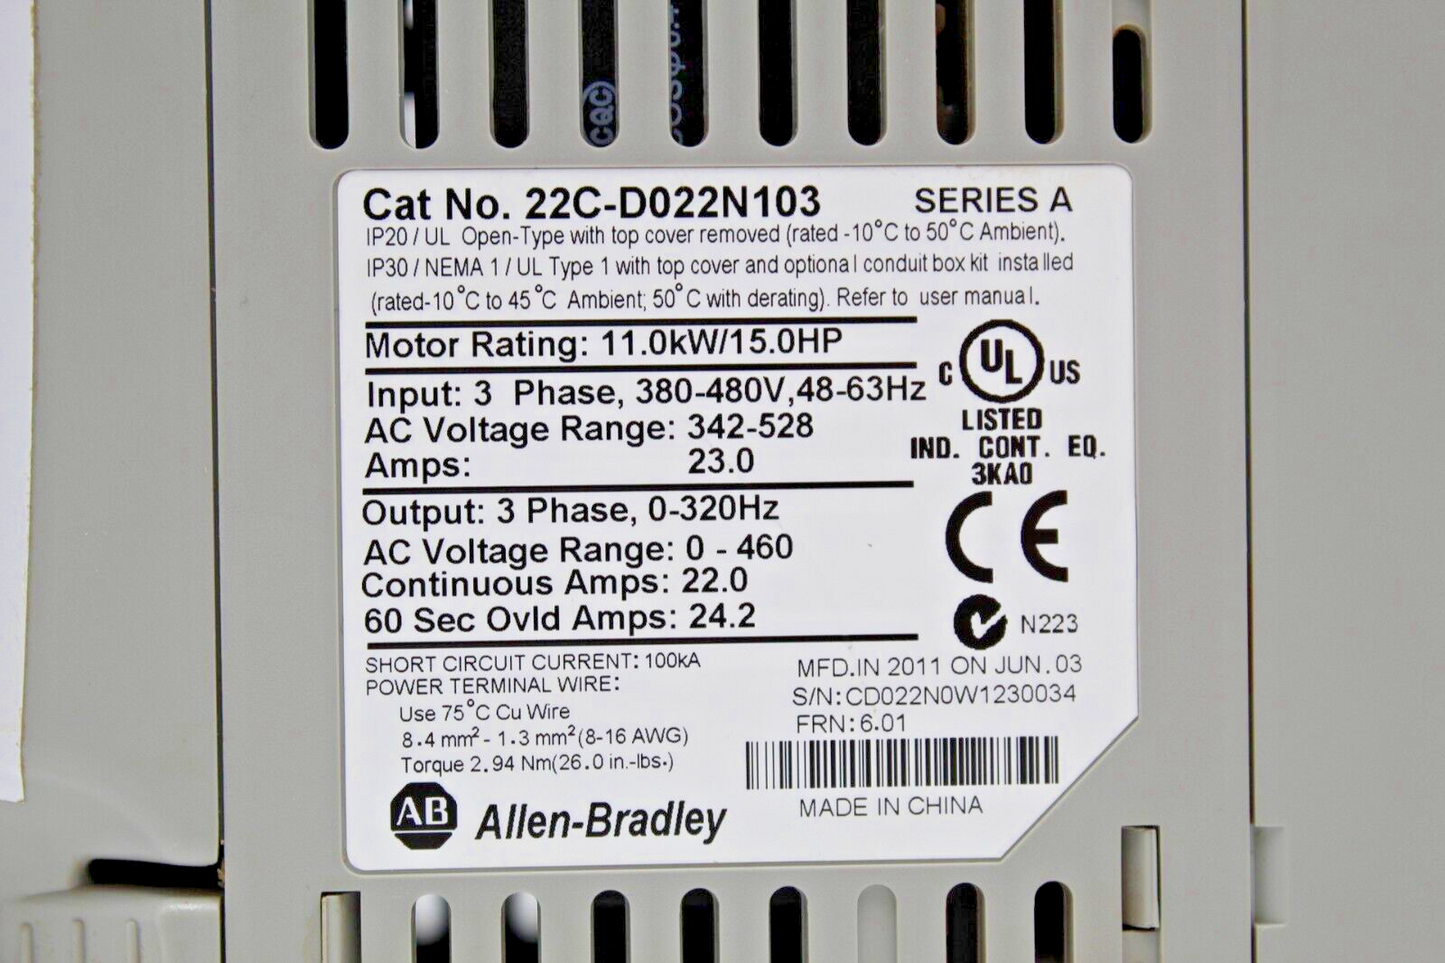 CQC
Cat No. 22C-D022N103 SERIES A
IP20 / UL Open-Type with top cover removed (rated -10°C to 50°C Ambient).
IP30 / NEMA 1 / UL Type 1 with top cover and optional conduit box kit installed
(rated-10°C to 45°C Ambient; 50°C with derating). Refer to user manual.
Motor Rating: 11.0kW/15.0HP
Input: 3 Phase, 380-480V,48-63Hz
AC Voltage Range: 342-528
Amps: 23.0
C UL US
LISTED
IND. CONT. EQ.
3KA0
Output: 3 Phase, 0-320Hz
AC Voltage Range: 0 - 460
Continuous Amps: 22.0
60 Sec Ovld Amps: 24.2
CE
N223
SHORT CIRCUIT CURRENT: 100kA
POWER TERMINAL WIRE:
Use 75°C Cu Wire
8.4 mm² - 1.3 mm² (8-16 AWG)
Torque 2.94 Nm(26.0 in.-lbs.)
MFD.IN 2011 ON JUN.03
S/N: CD022N0W1230034
FRN: 6.01
MADE IN CHINA
AB Allen-Bradley